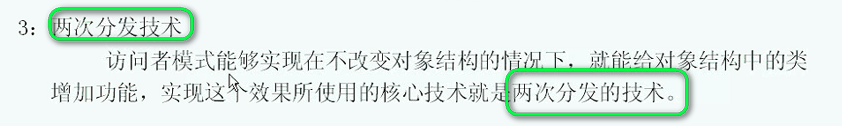 3：两次分发技术
访问者模式能够实现在不改变对象结构的情况下，就能给对象结构中的类
增加功能，实现这个效果所使用的核心技术就是两次分发的技术。